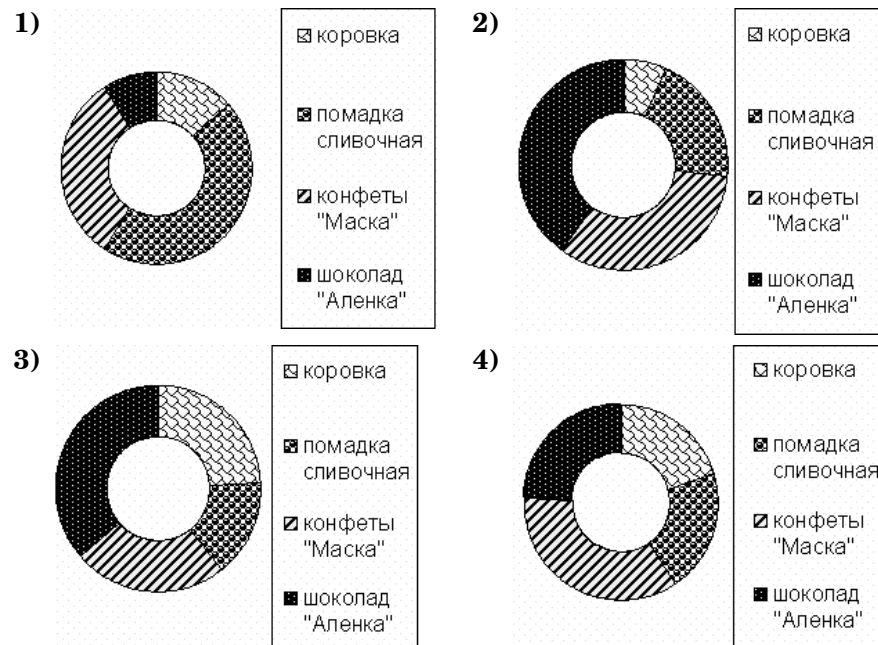 1)
коровка
помадка
сливочная
конфеты
"Маска"
шоколад
"Аленка"
2)
коровка
помадка
сливочная
конфеты
"Маска"
шоколад
"Аленка"
3)
коровка
помадка
сливочная
конфеты
"Маска"
шоколад
"Аленка"
4)
коровка
помадка
сливочная
конфеты
"Маска"
шоколад
"Аленка"